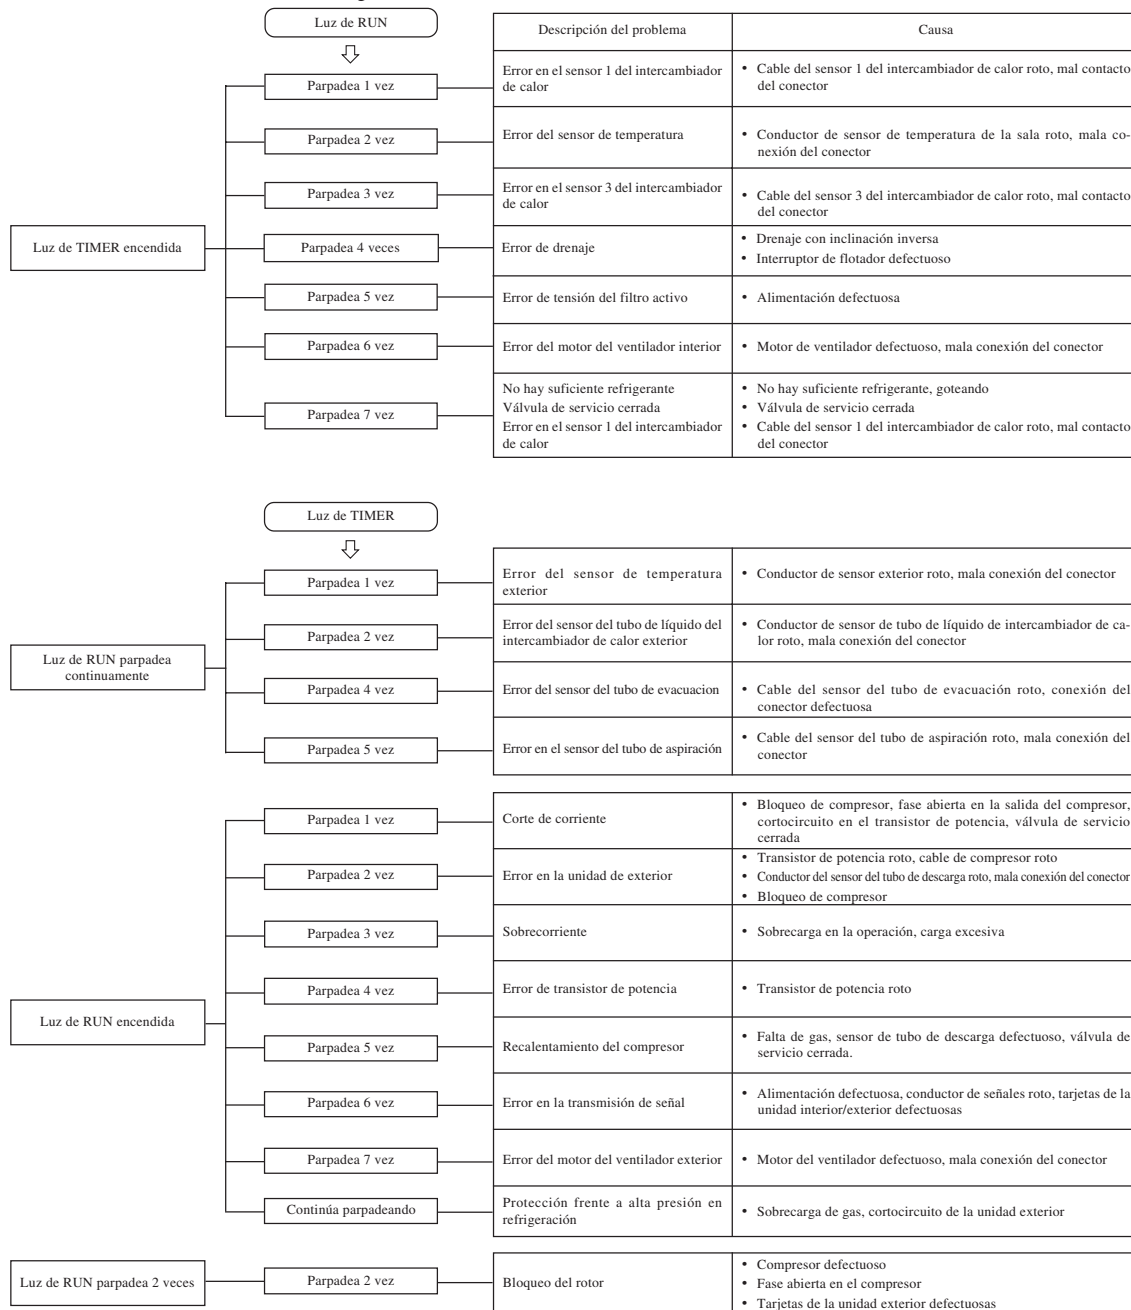 Luz de RUN
Descripción del problema
Causa
Parpadea 1 vez
Error en el sensor 1 del intercambiador
de calor
• Cable del sensor 1 del intercambiador de calor roto, mal contacto
del conector
Parpadea 2 vez
Error del sensor de temperatura
• Conductor de sensor de temperatura de la sala roto, mala co-
nexión del conector
Parpadea 3 vez
Error en el sensor 3 del intercambiador
de calor
• Cable del sensor 3 del intercambiador de calor roto, mal contacto
del conector
Luz de TIMER encendida
Parpadea 4 veces
Error de drenaje
• Drenaje con inclinación inversa
• Interruptor de flotador defectuoso
Parpadea 5 vez
Error de tensión del filtro activo
• Alimentación defectuosa
Parpadea 6 vez
Error del motor del ventilador interior
• Motor de ventilador defectuoso, mala conexión del conector
Parpadea 7 vez
No hay suficiente refrigerante
Válvula de servicio cerrada
Error en el sensor 1 del intercambiador
de calor
• No hay suficiente refrigerante, goteando
• Válvula de servicio cerrada
• Cable del sensor 1 del intercambiador de calor roto, mal contacto
del conector
Luz de TIMER
Parpadea 1 vez
Error del sensor de temperatura
exterior
• Conductor de sensor exterior roto, mala conexión del conector
Parpadea 2 vez
Error del sensor del tubo de líquido del
intercambiador de calor exterior
• Conductor de sensor de tubo de líquido de intercambiador de ca-
lor roto, mala conexión del conector
Luz de RUN parpadea
continuamente
Parpadea 4 vez
Error del sensor del tubo de evacuacion
• Cable del sensor del tubo de evacuación roto, conexión del
conector defectuosa
Parpadea 5 vez
Error en el sensor del tubo de aspiración
• Cable del sensor del tubo de aspiración roto, mala conexión del
conector
Parpadea 1 vez
Corte de corriente
• Bloqueo de compresor, fase abierta en la salida del compresor,
cortocircuito en el transistor de potencia, válvula de servicio
cerrada
Parpadea 2 vez
Error en la unidad de exterior
• Transistor de potencia roto, cable de compresor roto
• Conductor del sensor del tubo de descarga roto, mala conexión del conector
• Bloqueo de compresor
Parpadea 3 vez
Sobrecorriente
• Sobrecarga en la operación, carga excesiva
Parpadea 4 vez
Error de transistor de potencia
• Transistor de potencia roto
Luz de RUN encendida
Parpadea 5 vez
Recalentamiento del compresor
• Falta de gas, sensor de tubo de descarga defectuoso, válvula de
servicio cerrada.
Parpadea 6 vez
Error en la transmisión de señal
• Alimentación defectuosa, conductor de señales roto, tarjetas de la
unidad interior/exterior defectuosas
Parpadea 7 vez
Error del motor del ventilador exterior
• Motor del ventilador defectuoso, mala conexión del conector
Continúa parpadeando
Protección frente a alta presión en
refrigeración
• Sobrecarga de gas, cortocircuito de la unidad exterior
Luz de RUN parpadea 2 veces
Parpadea 2 vez
Bloqueo del rotor
• Compresor defectuoso
• Fase abierta en el compresor
• Tarjetas de la unidad exterior defectuosas